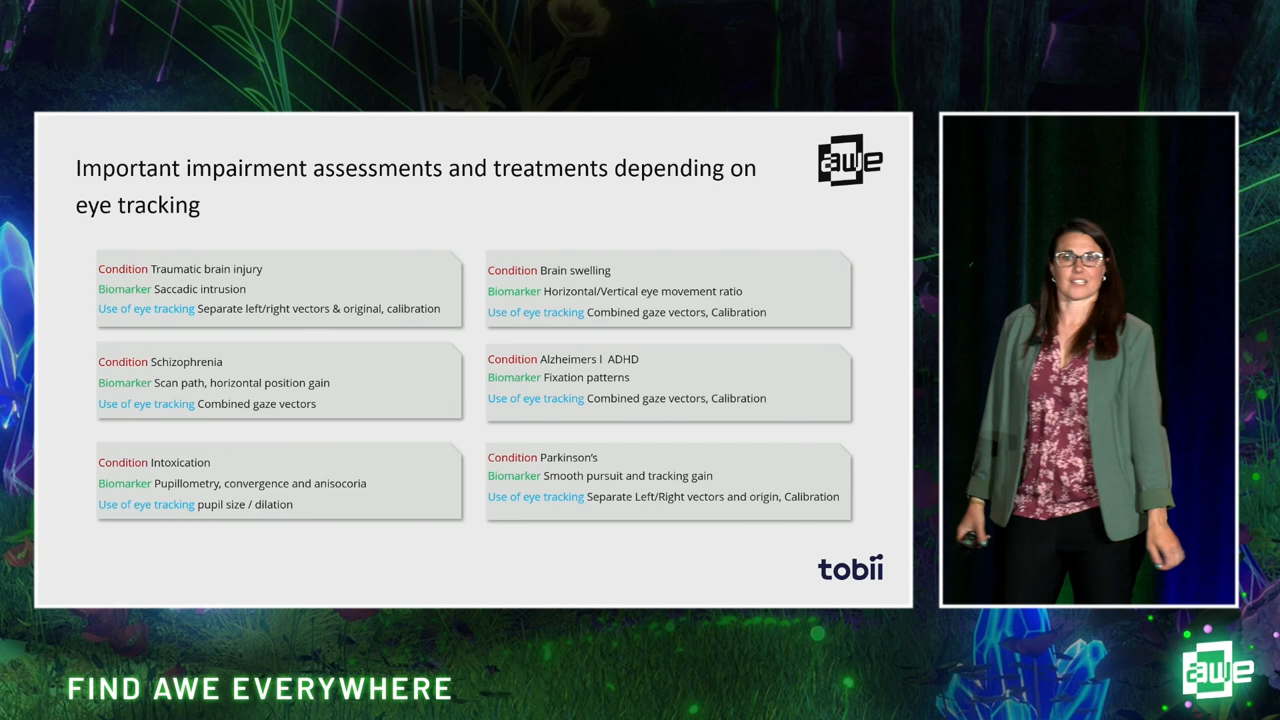 Important impairment assessments and treatments depending on
eye tracking
awe
Condition Traumatic brain injury
Biomarker Saccadic intrusion
Use of eye tracking Separate left/right vectors & original, calibration
Condition Brain swelling
Biomarker Horizontal/Vertical eye movement ratio
Use of eye tracking Combined gaze vectors, Calibration
Condition Schizophrenia
Biomarker Scan path, horizontal position gain
Use of eye tracking Combined gaze vectors
Condition Alzheimers l ADHD
Biomarker Fixation patterns
Use of eye tracking Combined gaze vectors, Calibration
Condition Intoxication
Biomarker Pupillometry, convergence and anisocoria
Use of eye tracking pupil size / dilation
Condition Parkinson's
Biomarker Smooth pursuit and tracking gain
Use of eye tracking Separate Left/Right vectors and origin, Calibration
tobii
FIND AWE EVERYWHERE
awe